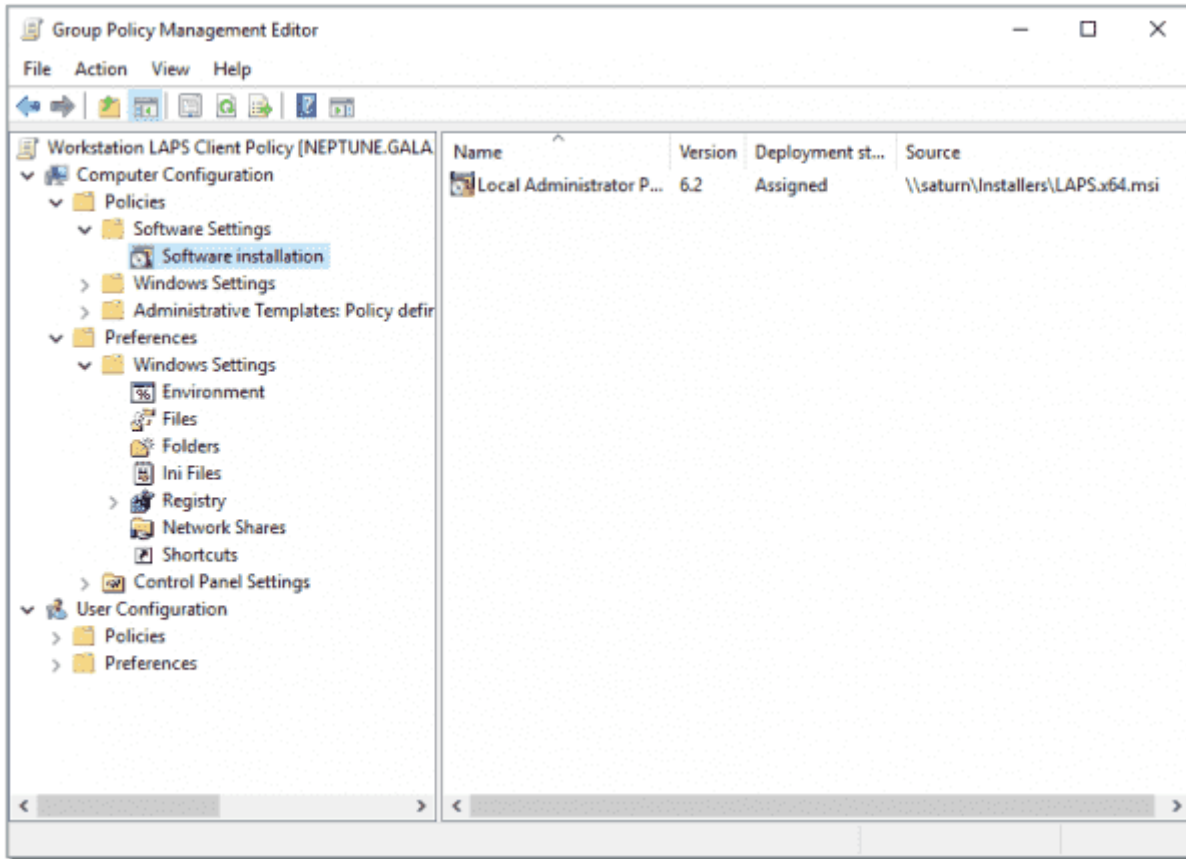 Group Policy Management Editor
File Action View Help
Workstation LAPS Client Policy [NEPTUNE.GALA
Computer Configuration
Policies
Software Settings
Software installation
Windows Settings
Administrative Templates: Policy defir
Preferences
Windows Settings
Environment
Files
Folders
Ini Files
Registry
Network Shares
Shortcuts
Control Panel Settings
User Configuration
Policies
Preferences
Name Version Deployment st... Source
Local Administrator P... 6.2 Assigned \\saturn\Installers\LAPS.x64.msi